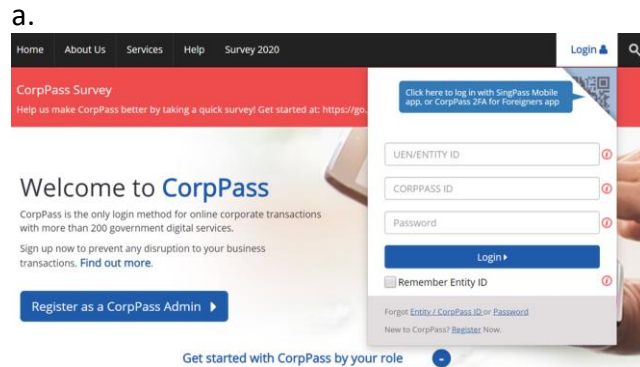 a.
Home About Us Services Help Survey 2020 Login
CorpPass Survey
Help us make CorpPass better by taking a quick survey! Get started at: https://go.
Click here to log in with SingPass Mobile
app, or CorpPass 2FA for Foreigners app
UEN/ENTITY ID
CORPPASS ID
Password
Login
Remember Entity ID
Forgot Entity / CorpPass ID or Password
New to CorpPass? Register Now.
Welcome to CorpPass
CorpPass is the only login method for online corporate transactions
with more than 200 government digital services.
Sign up now to prevent any disruption to your business
transactions. Find out more.
Register as a CorpPass Admin
Get started with CorpPass by your role